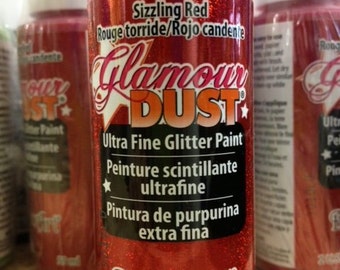 Sizzling Red
Rouge torride/Rojo candente
Glamour
DUST®
Ultra Fine Glitter Paint
Peinture scintillante
ultrafine
Pintura de purpurina
extra fina